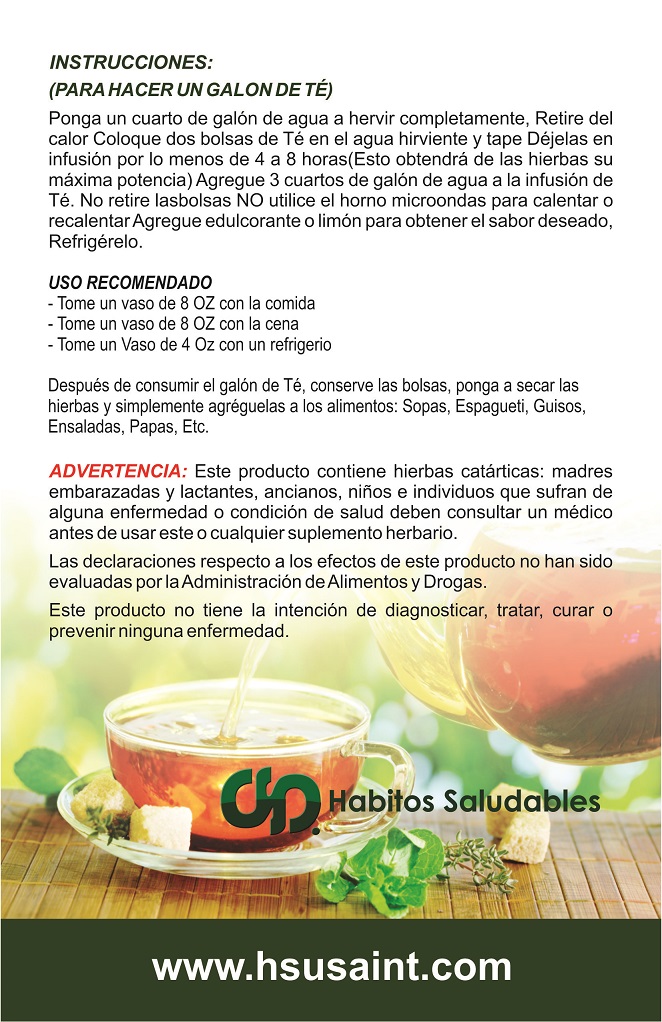 INSTRUCCIONES:
(PARA HACER UN GALON DE TÉ)
Ponga un cuarto de galón de agua a hervir completamente, Retire del
calor Coloque dos bolsas de Té en el agua hirviente y tape Déjelas en
infusión por lo menos de 4 a 8 horas(Esto obtendrá de las hierbas su
máxima potencia) Agregue 3 cuartos de galón de agua a la infusión de
Té. No retire lasbolsas NO utilice el horno microondas para calentar o
recalentar Agregue edulcorante o limón para obtener el sabor deseado,
Refrigérelo.
USO RECOMENDADO
- Tome un vaso de 8 OZ con la comida
- Tome un vaso de 8 OZ con la cena
- Tome un Vaso de 4 Oz con un refrigerio
Después de consumir el galón de Té, conserve las bolsas, ponga a secar las
hierbas y simplemente agréguelas a los alimentos: Sopas, Espagueti, Guisos,
Ensaladas, Papas, Etc.
ADVERTENCIA: Este producto contiene hierbas catárticas: madres
embarazadas y lactantes, ancianos, niños e individuos que sufran de
alguna enfermedad o condición de salud deben consultar un médico
antes de usar este o cualquier suplemento herbario.
Las declaraciones respecto a los efectos de este producto no han sido
evaluadas por la Administración de Alimentos y Drogas.
Este producto no tiene la intención de diagnosticar, tratar, curar o
prevenir ninguna enfermedad.
Habitos Saludables
www.hsusaint.com